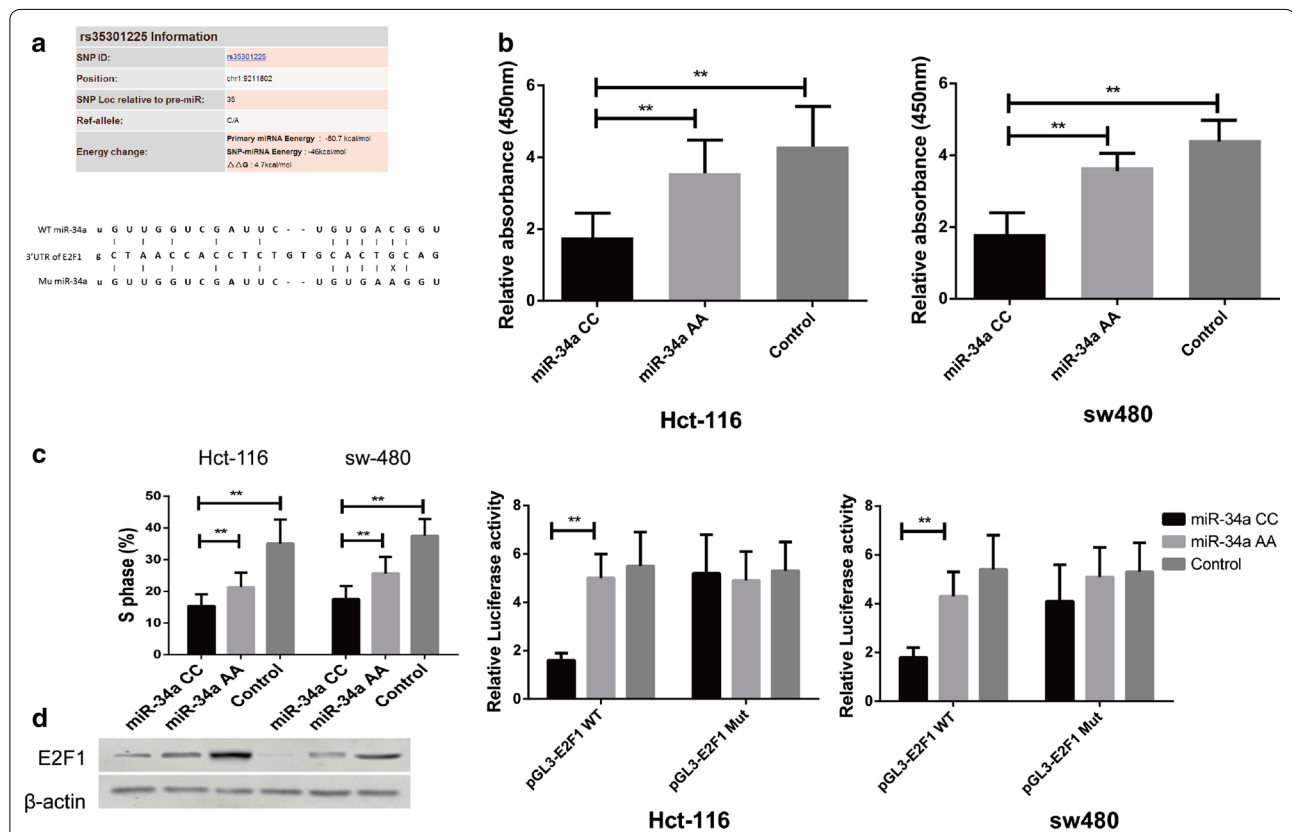 a
rs35301225 Information
SNP ID: rs35301225
Position: chr1:9211802
SNP Loc relative to pre-miR: 35
Ref-allele: C/A
Energy change:
Primary miRNA Eenergy : -60.7 kcal/mol
SNP-miRNA Eenergy : -46kcal/mol
△△G : 4.7kcal/mol
WT miR-34a u G U U G G U C G A U U C - - U G U G A C G G U
3'UTR of E2F1 g C T A A C C A C C T C T G T G C A C T G C A G
X
Mu miR-34a u G U U G G U C G A U U C - - U G U G A A G G U
b
Relative absorbance (450nm)
8
6
4
2
0
**
**
miR-34a CC
miR-34a AA
Control
Hct-116
Relative absorbance (450nm)
6
4
2
0
**
**
miR-34a CC
miR-34a AA
Control
sw480
c
Hct-116
sw-480
S phase (%)
50
40
30
20
10
0
**
**
**
**
miR-34a CC
miR-34a AA
Control
miR-34a CC
miR-34a AA
Control
Relative Luciferase activity
8
6
4
2
0
**
pGL3-E2F1 WT
pGL3-E2F1 Mut
Hct-116
Relative Luciferase activity
8
6
4
2
0
**
pGL3-E2F1 WT
pGL3-E2F1 Mut
sw480
miR-34a CC
miR-34a AA
Control
d
E2F1
β-actin